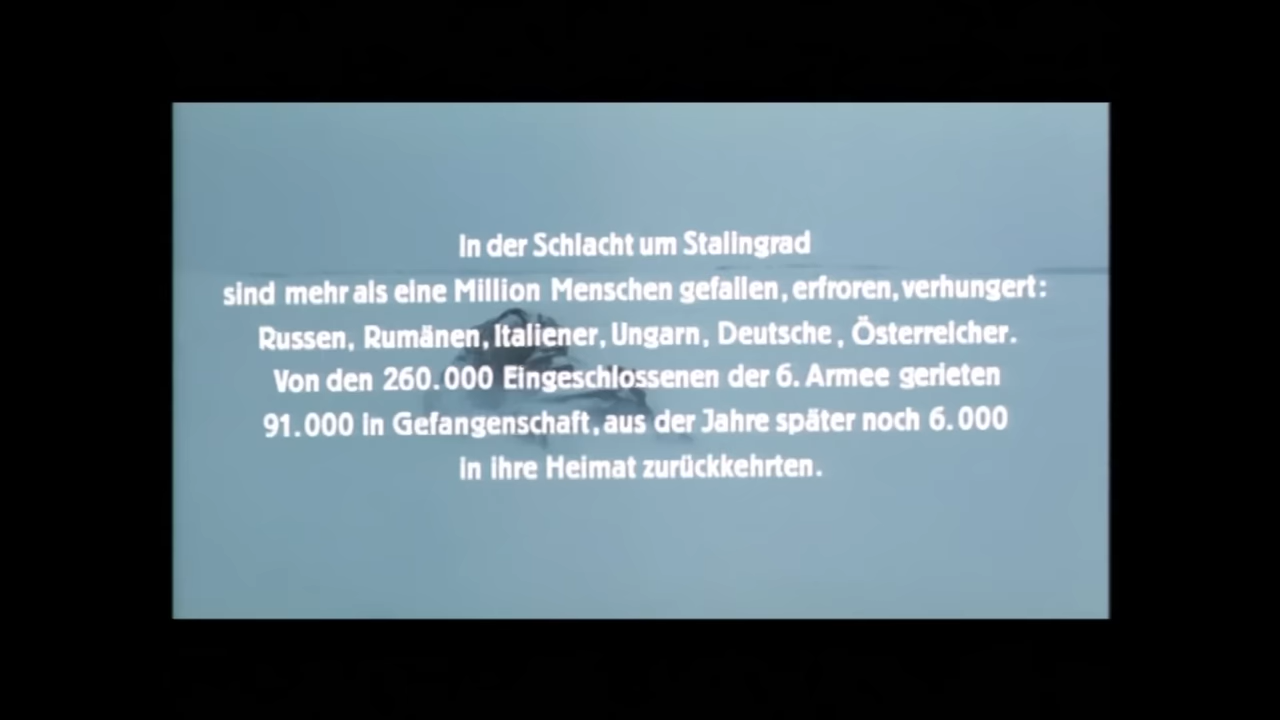 In der Schlacht um Stalingrad
sind mehr als eine Million Menschen gefallen, erfroren, verhungert:
Russen, Rumänen, Italiener, Ungarn, Deutsche, Österreicher.
Von den 260.000 Eingeschlossenen der 6. Armee gerieten
91.000 in Gefangenschaft, aus der Jahre später noch 6.000
in ihre Heimat zurückkehrten.